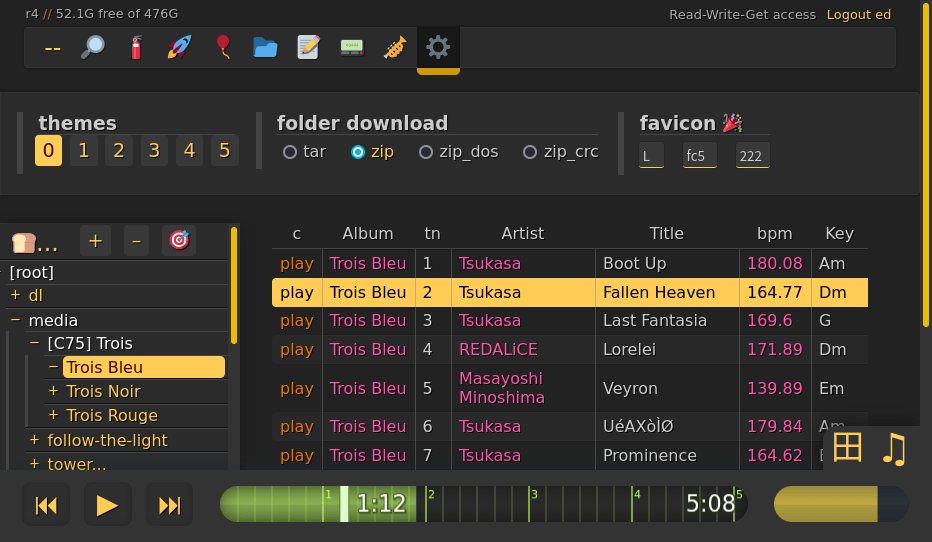 r4 // 52.1G free of 476G
Read-Write-Get access Logout ed
--
themes
0 1 2 3 4 5
folder download
tar zip zip_dos zip_crc
favicon 🎉
L fc5 222
🍞... + – 🎯
[root]
+ dl
− media
− [C75] Trois
− Trois Bleu
+ Trois Noir
+ Trois Rouge
+ follow-the-light
+ tower...
c Album tn Artist Title bpm Key
play Trois Bleu 1 Tsukasa Boot Up 180.08 Am
play Trois Bleu 2 Tsukasa Fallen Heaven 164.77 Dm
play Trois Bleu 3 Tsukasa Last Fantasia 169.6 G
play Trois Bleu 4 REDALiCE Lorelei 171.89 Dm
play Trois Bleu 5 Masayoshi Minoshima Veyron 139.89 Em
play Trois Bleu 6 Tsukasa UéAXòÌØ 179.84 Am
play Trois Bleu 7 Tsukasa Prominence 164.62
田 ♫
1 1:12 2 3 4 5:08 5